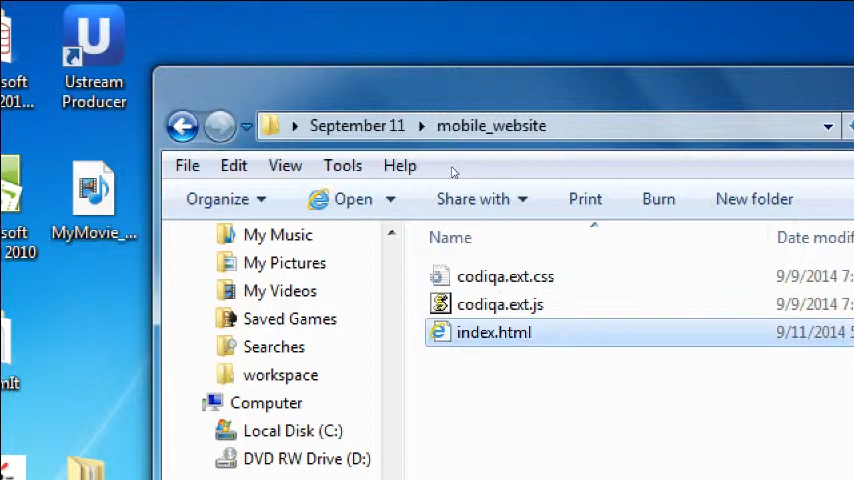 Ustream
Producer
soft
201...
MyMovie_...
soft
2010
mIt
September 11
mobile_website
File Edit View Tools Help
Organize Open Share with Print Burn New folder
My Music
My Pictures
My Videos
Saved Games
Searches
workspace
Computer
Local Disk (C:)
DVD RW Drive (D:)
Name Date modif
codiqa.ext.css 9/9/2014 7:
codiqa.ext.js 9/9/2014 7:
index.html 9/11/2014 5